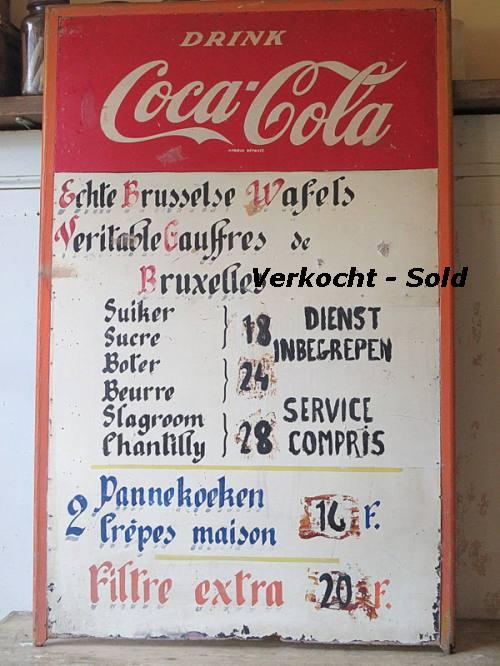 DRINK
Coca-Cola
Echte Brusselse Wafels
Veritable Gauffres de
Bruxelles
Verkocht - Sold
Suiker
Sucre
18
DIENST
INBEGREPEN
Boter
Beurre
24
Slagroom
Chantilly
28
SERVICE
COMPRIS
2 Pannekoeken
Crêpes maison
16 F.
Filtre extra 20 F.